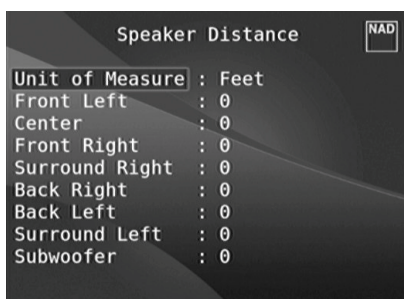 Speaker Distance
NAD
Unit of Measure : Feet
Front Left : 0
Center : 0
Front Right : 0
Surround Right : 0
Back Right : 0
Back Left : 0
Surround Left : 0
Subwoofer : 0